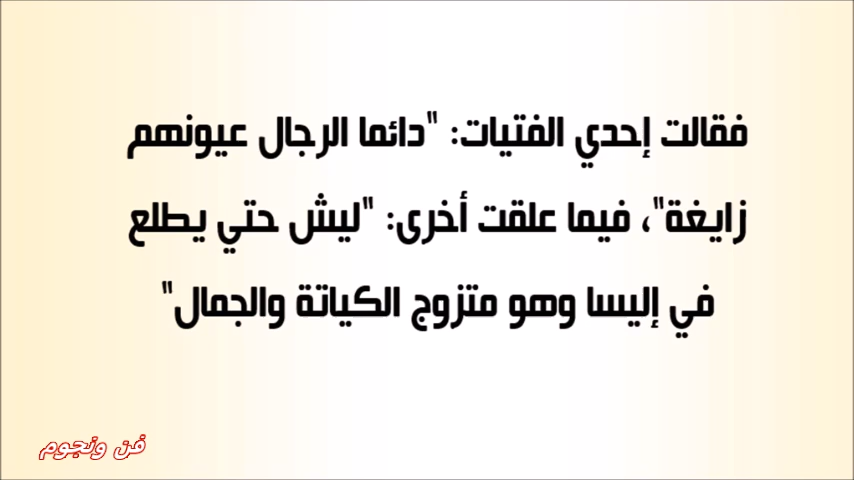 فقالت إحدي الفتيات: "دائما الرجال عيونهم
زايغة"، فيما علقت أخرى: "ليش حتي يطلع
في إليسا وهو متزوج الكياتة والجمال"
فن ونجوم